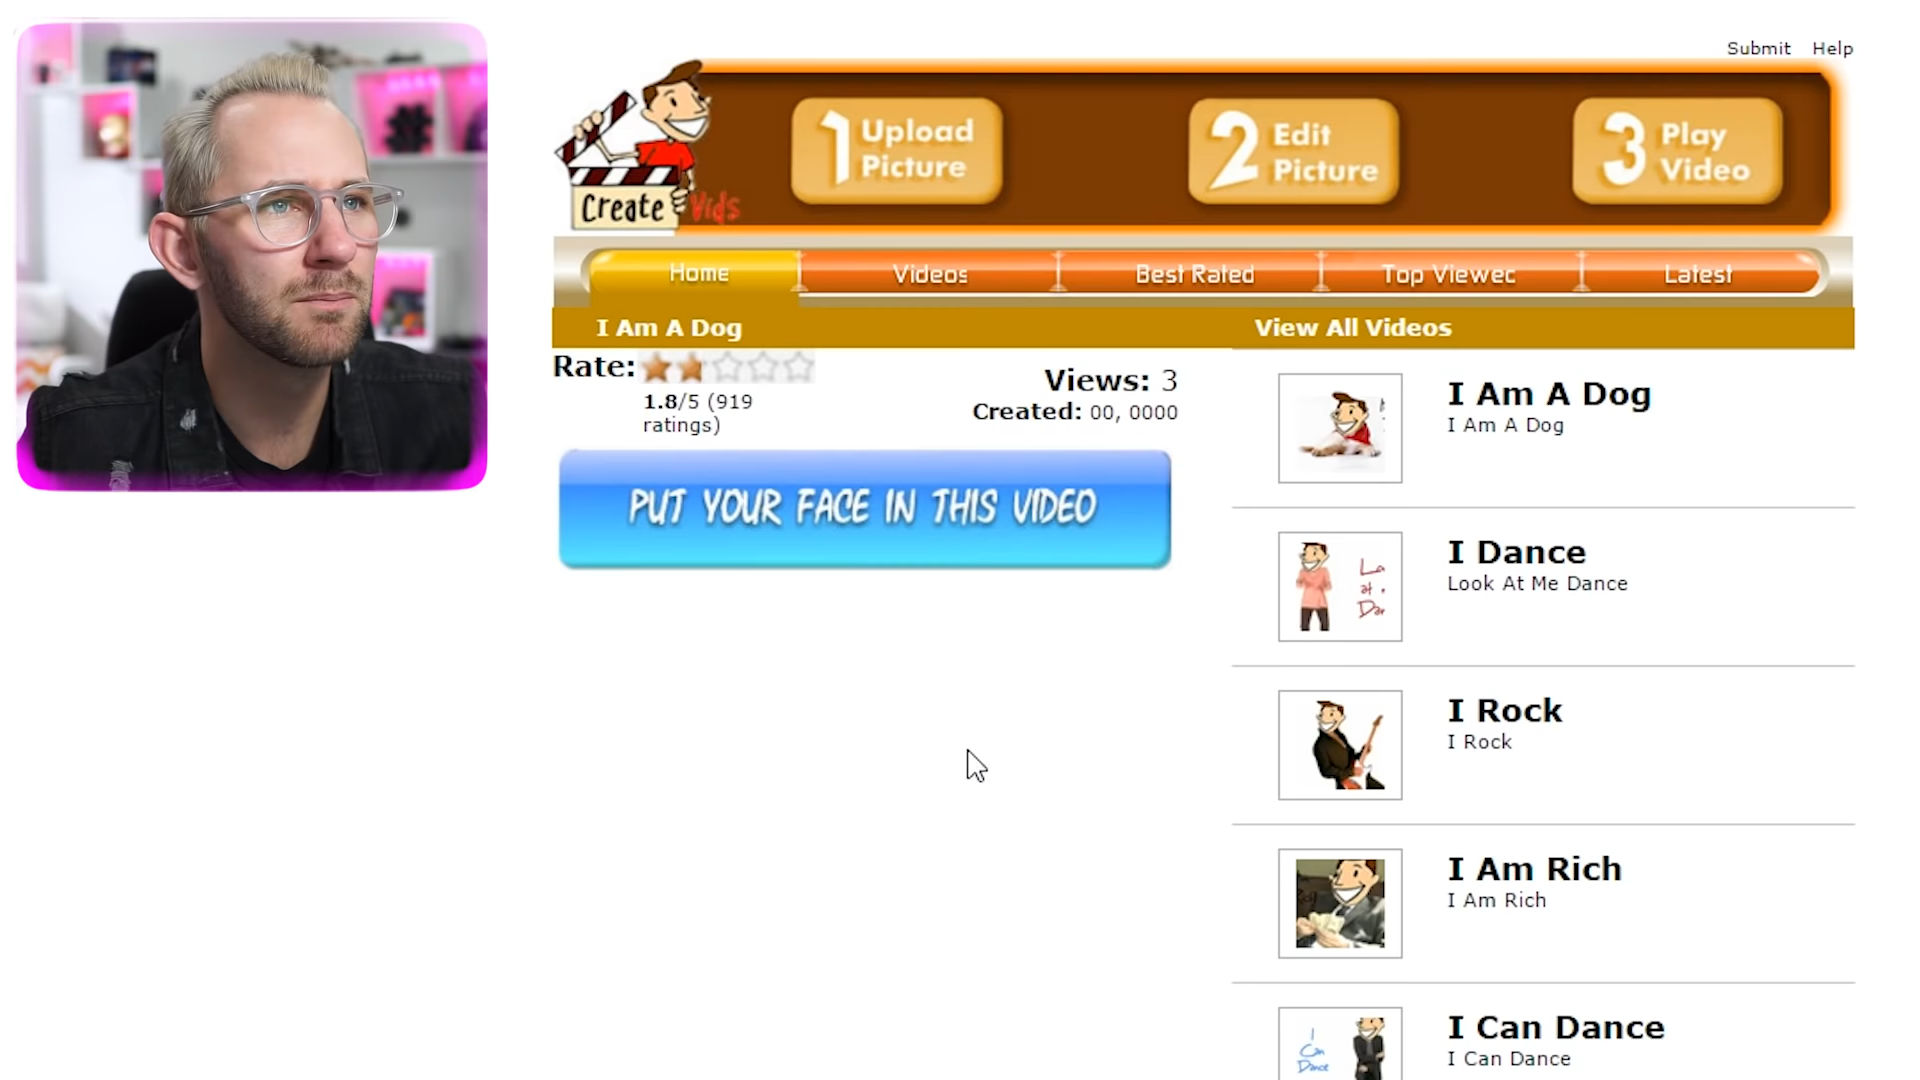 Submit Help
1 Upload Picture
2 Edit Picture
3 Play Video
Create Vids
Home Videos Best Rated Top Viewec Latest
I Am A Dog
View All Videos
Rate:
1.8/5 (919
ratings)
Views: 3
Created: 00, 0000
PUT YOUR FACE IN THIS VIDEO
I Am A Dog
I Am A Dog
I Dance
Look At Me Dance
I Rock
I Rock
I Am Rich
I Am Rich
I Can Dance
I Can Dance
I
Can
Dance